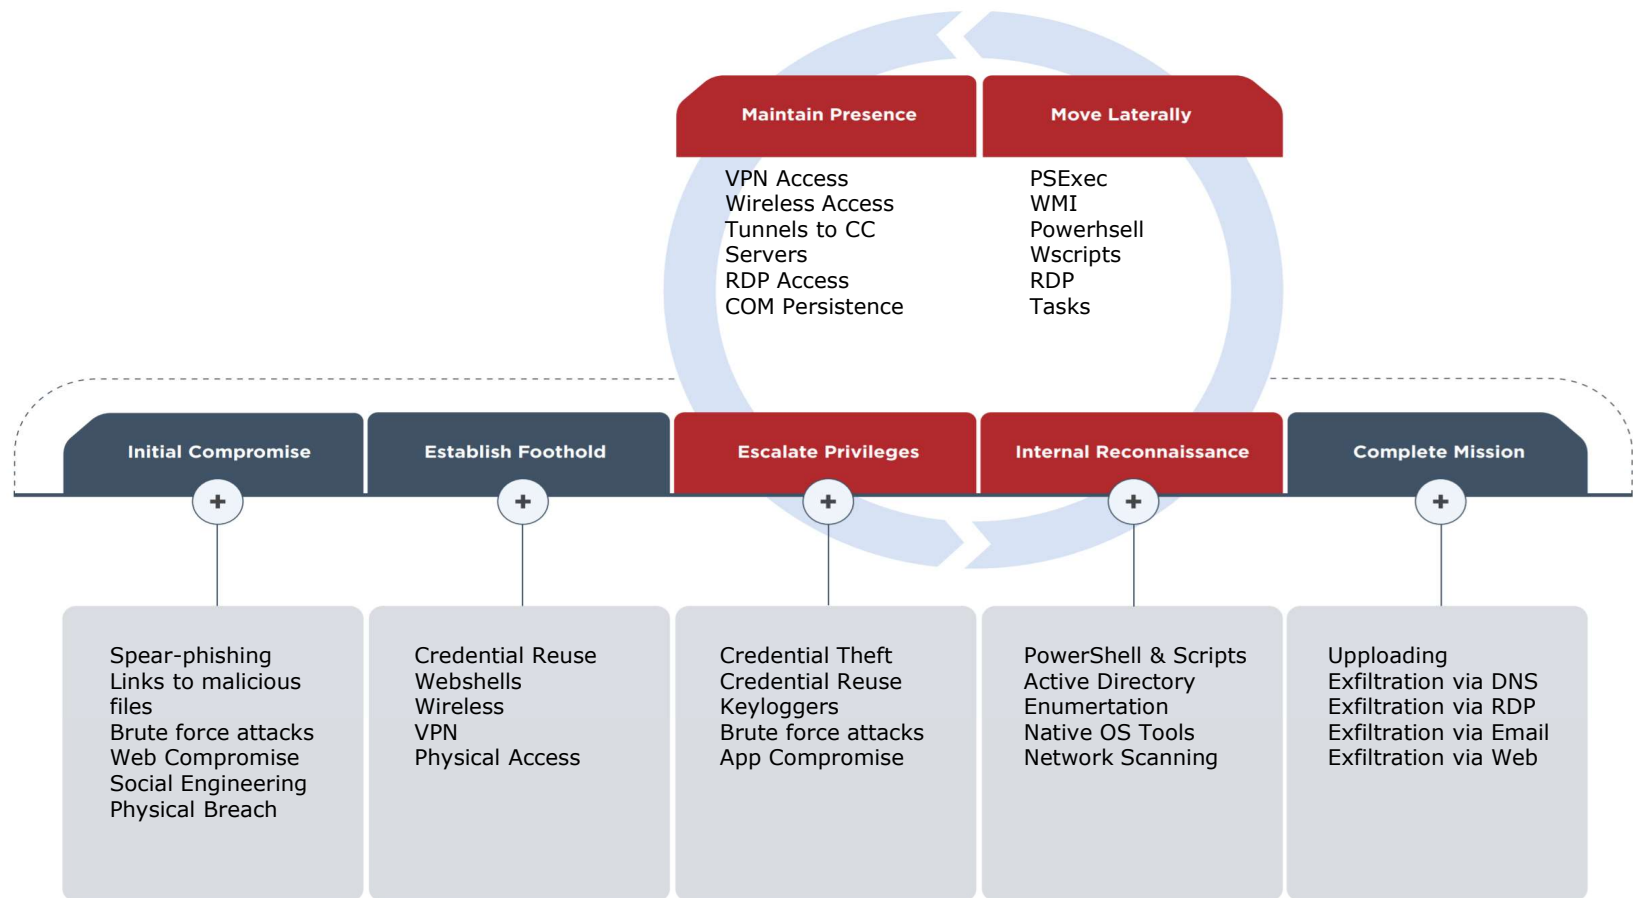 Maintain Presence
Move Laterally
VPN Access
Wireless Access
Tunnels to CC
Servers
RDP Access
COM Persistence
PSExec
WMI
Powerhsell
Wscripts
RDP
Tasks
Initial Compromise
Establish Foothold
Escalate Privileges
Internal Reconnaissance
Complete Mission
+
+
+
+
+
Spear-phishing
Links to malicious
files
Brute force attacks
Web Compromise
Social Engineering
Physical Breach
Credential Reuse
Webshells
Wireless
VPN
Physical Access
Credential Theft
Credential Reuse
Keyloggers
Brute force attacks
App Compromise
PowerShell & Scripts
Active Directory
Enumertation
Native OS Tools
Network Scanning
Upploading
Exfiltration via DNS
Exfiltration via RDP
Exfiltration via Email
Exfiltration via Web